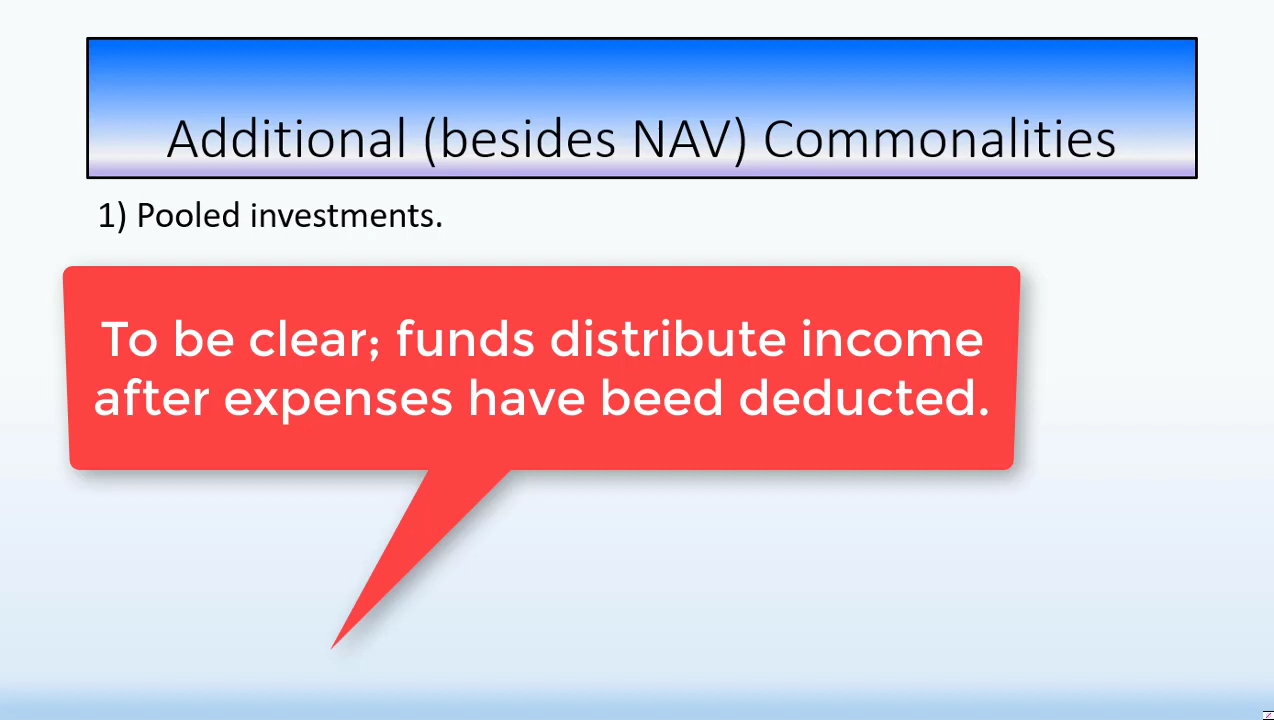 Additional (besides NAV) Commonalities
1) Pooled investments.
To be clear; funds distribute income
after expenses have beed deducted.